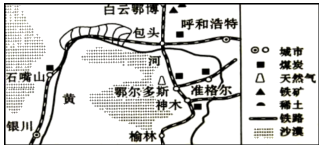 白云鄂博
包头
呼和浩特
石嘴山
河
黄
鄂尔多斯
准格尔
神木
银川
榆林
城市
煤炭
天然气
铁矿
稀土
铁路
沙漠